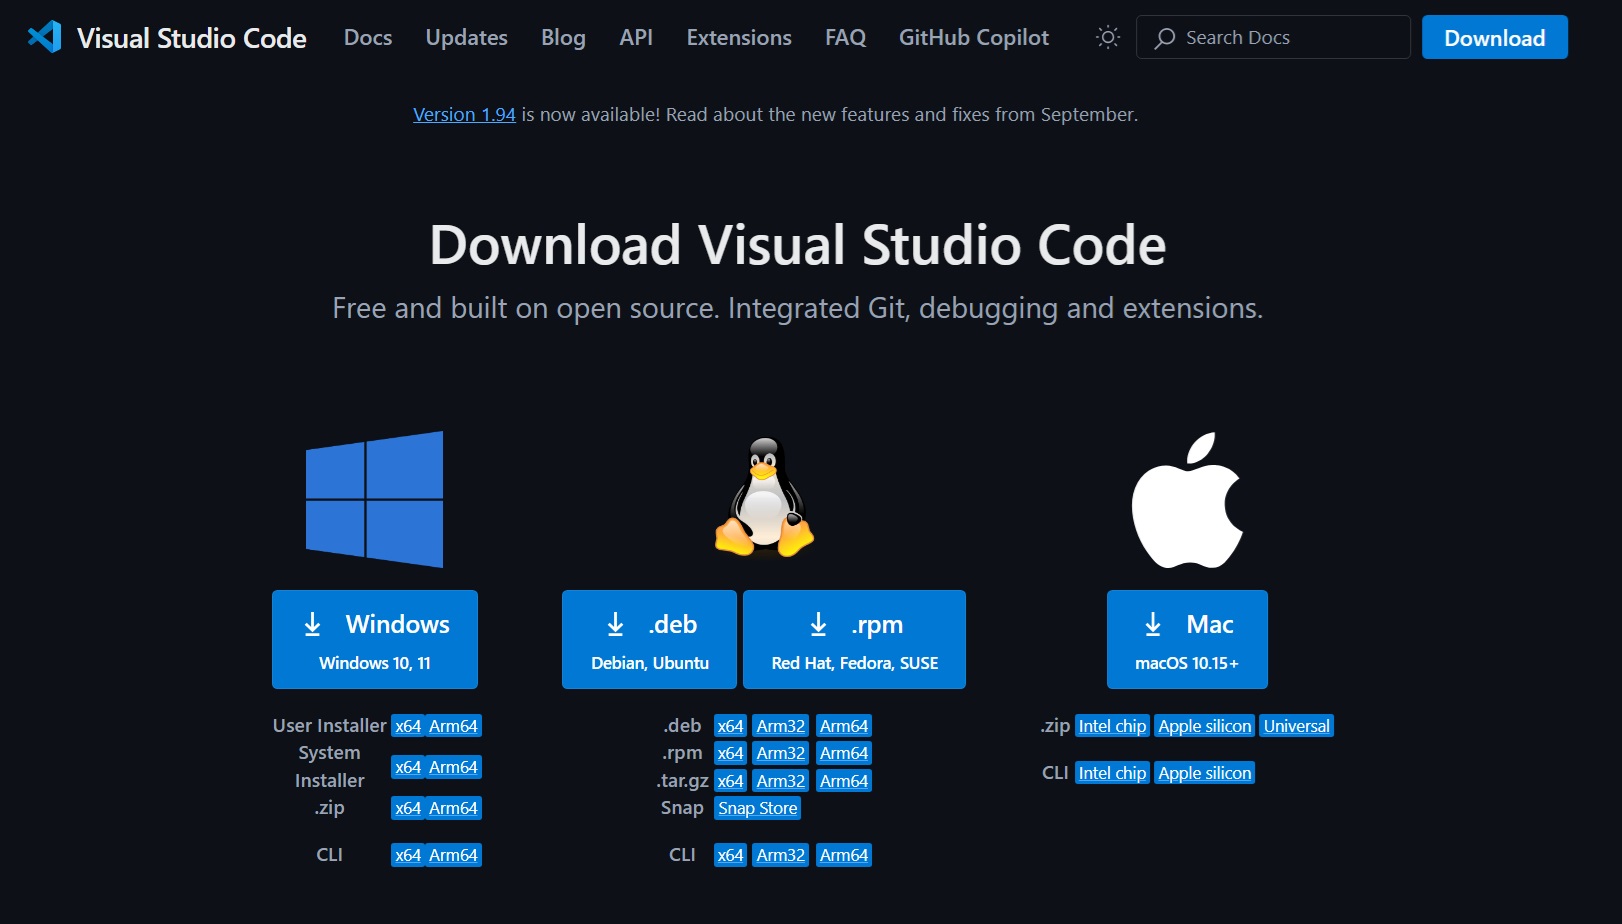 Visual Studio Code Docs Updates Blog API Extensions FAQ GitHub Copilot Search Docs Download
Version 1.94 is now available! Read about the new features and fixes from September.
Download Visual Studio Code
Free and built on open source. Integrated Git, debugging and extensions.
Windows
Windows 10, 11
User Installer x64 Arm64
System
Installer x64 Arm64
.zip x64 Arm64
CLI x64 Arm64
.deb
Debian, Ubuntu
.rpm
Red Hat, Fedora, SUSE
.deb x64 Arm32 Arm64
.rpm x64 Arm32 Arm64
.tar.gz x64 Arm32 Arm64
Snap Snap Store
CLI x64 Arm32 Arm64
Mac
macOS 10.15+
.zip Intel chip Apple silicon Universal
CLI Intel chip Apple silicon